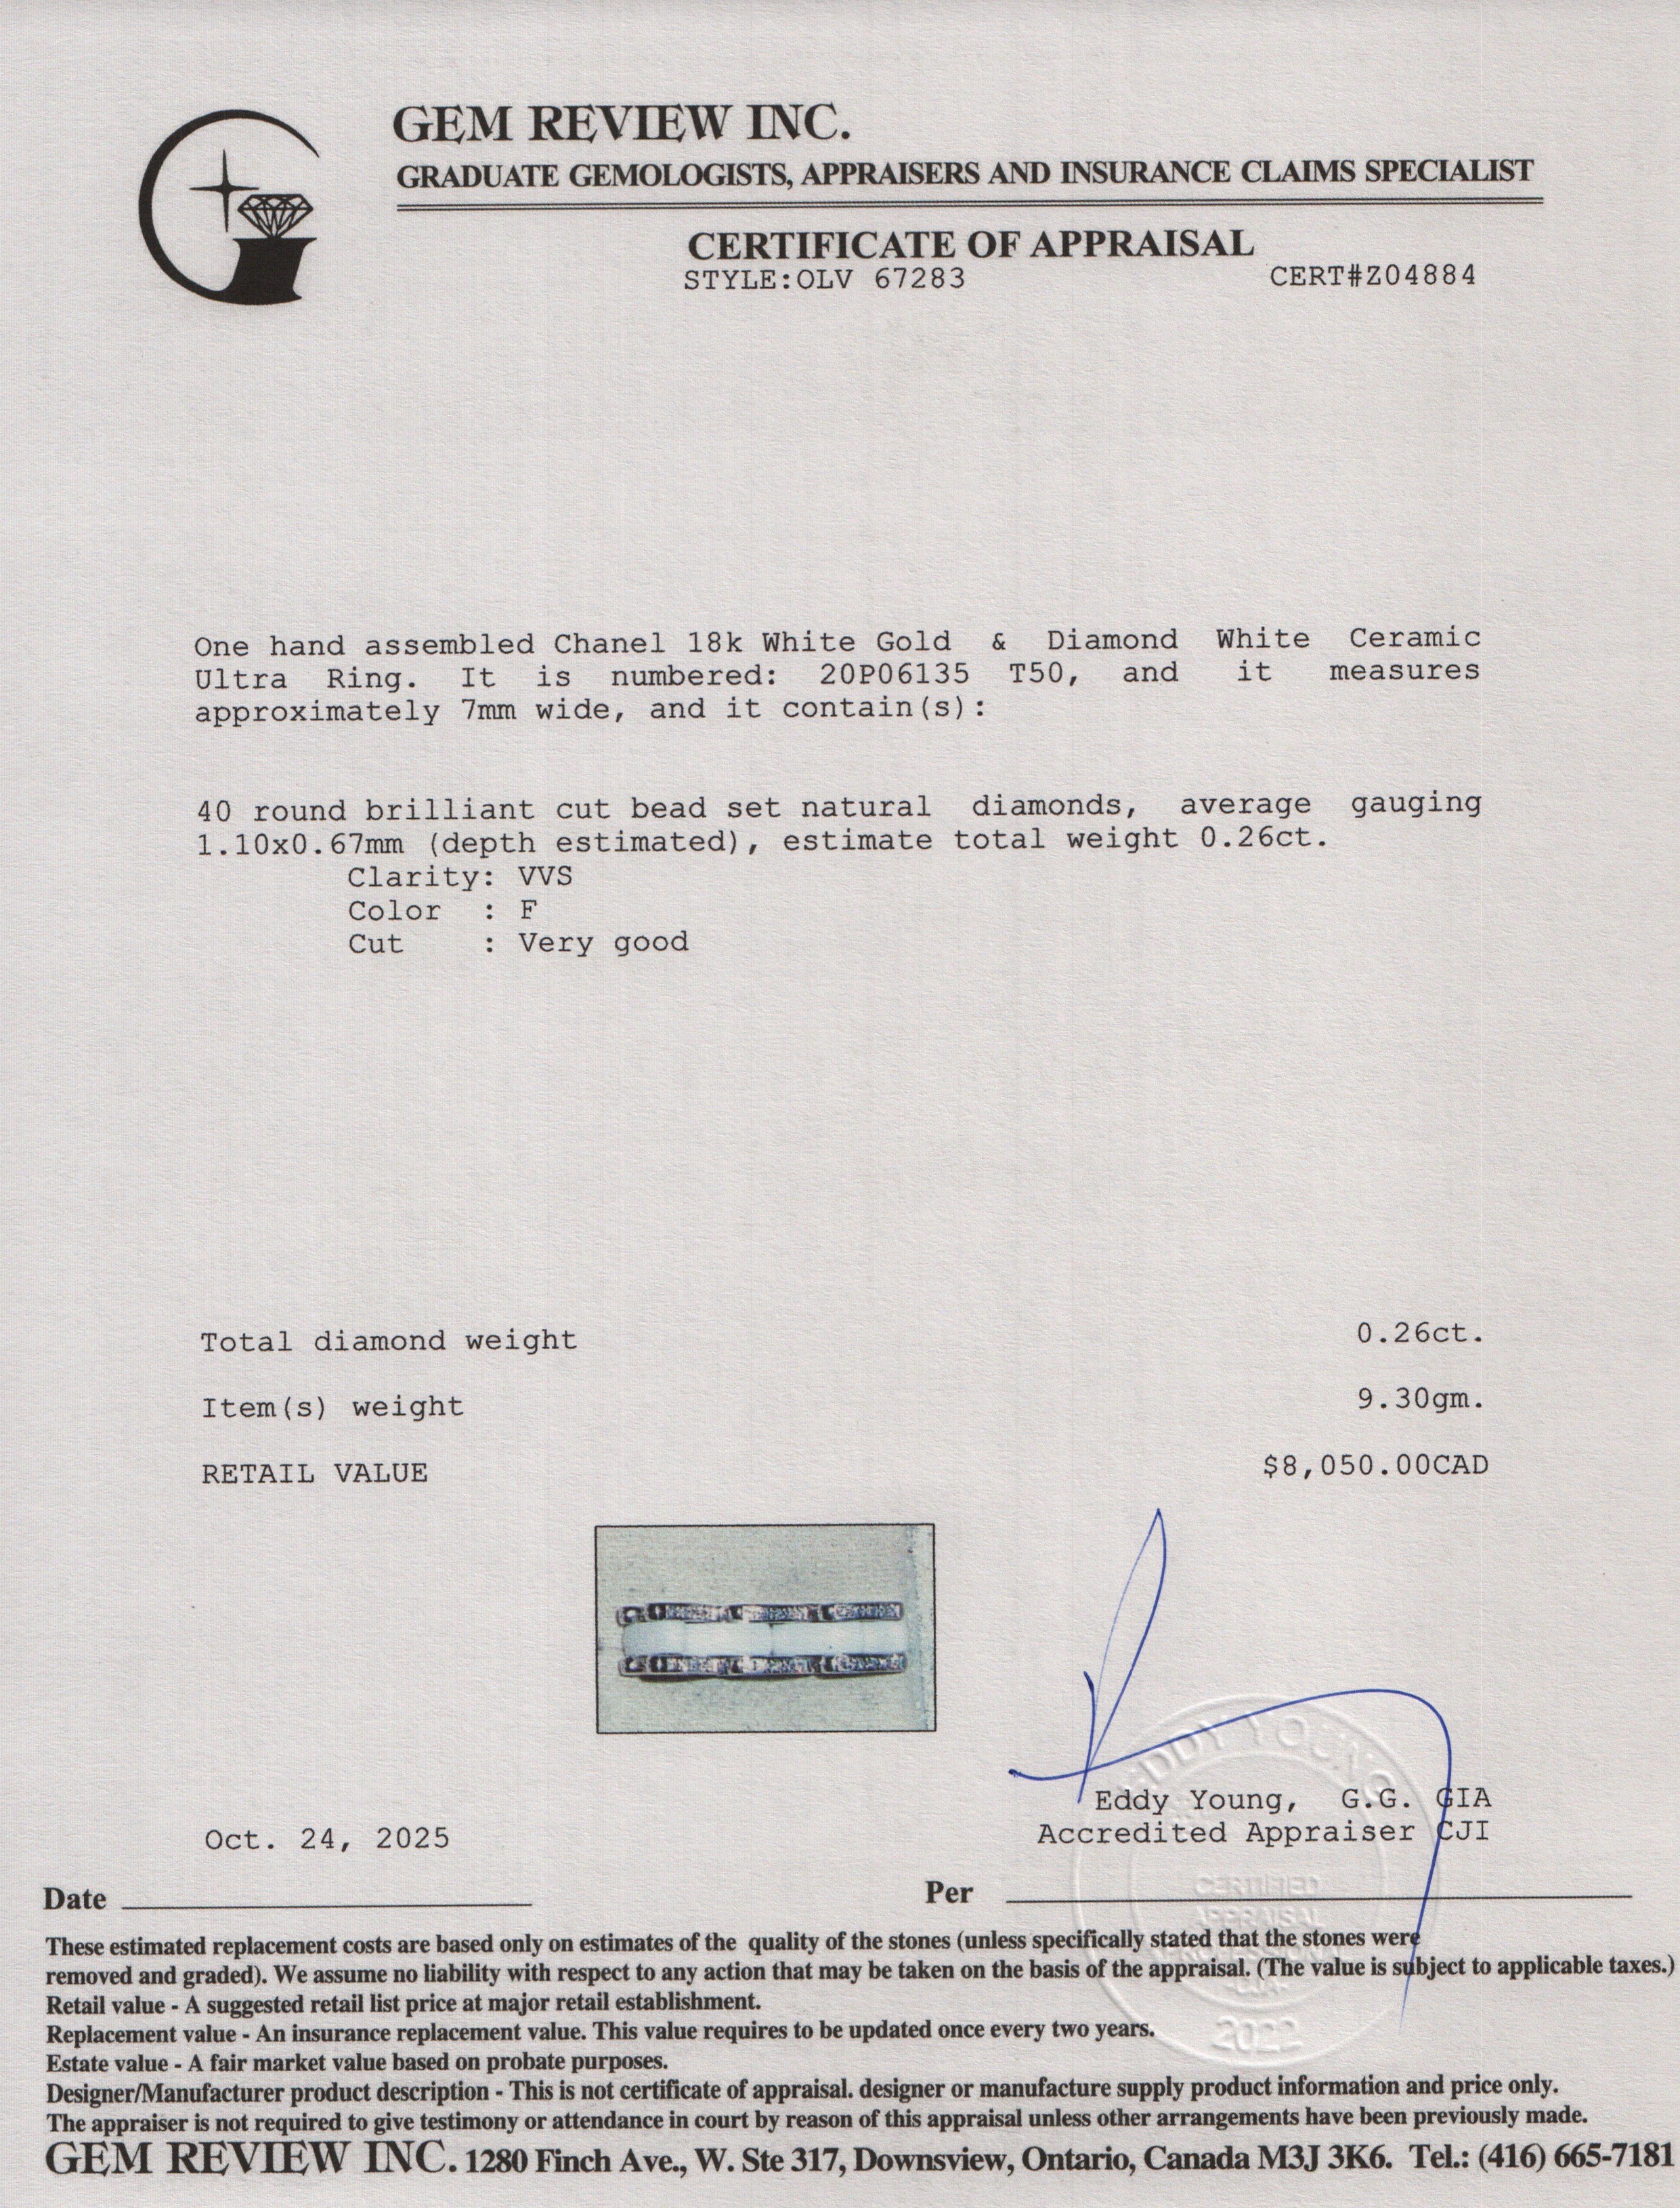 GEM REVIEW INC.
GRADUATE GEMOLOGISTS, APPRAISERS AND INSURANCE CLAIMS SPECIALIST
CERTIFICATE OF APPRAISAL
STYLE:OLV 67283 CERT#Z04884
One hand assembled Chanel 18k White Gold & Diamond White Ceramic
Ultra Ring. It is numbered: 20P06135 T50, and it measures
approximately 7mm wide, and it contain(s):
40 round brilliant cut bead set natural diamonds, average gauging
1.10x0.67mm (depth estimated), estimate total weight 0.26ct.
Clarity: VVS
Color : F
Cut : Very good
Total diamond weight 0.26ct.
Item(s) weight 9.30gm.
RETAIL VALUE $8,050.00CAD
EDDY YOUNG
Eddy Young, G.G. GIA
Oct. 24, 2025 Accredited Appraiser CJI
CERTIFIED
APPRAISAL
Date Per
These estimated replacement costs are based only on estimates of the quality of the stones (unless specifically stated that the stones were
removed and graded). We assume no liability with respect to any action that may be taken on the basis of the appraisal. (The value is subject to applicable taxes.)
Retail value - A suggested retail list price at major retail establishment.
Replacement value - An insurance replacement value. This value requires to be updated once every two years.
2022
Estate value - A fair market value based on probate purposes.
Designer/Manufacturer product description - This is not certificate of appraisal. designer or manufacture supply product information and price only.
The appraiser is not required to give testimony or attendance in court by reason of this appraisal unless other arrangements have been previously made.
GEM REVIEW INC. 1280 Finch Ave., W. Ste 317, Downsview, Ontario, Canada M3J 3K6. Tel.: (416) 665-7181